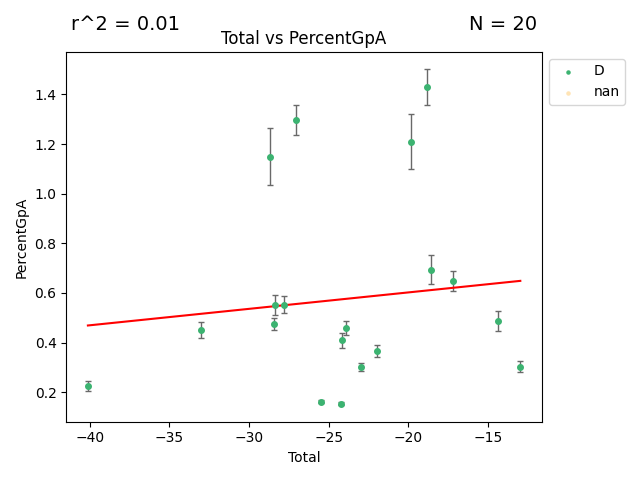 r^2 = 0.01
N = 20
Total vs PercentGpA
D
nan
PercentGpA
1.4
1.2
1.0
0.8
0.6
0.4
0.2
−40
−35
−30
−25
−20
−15
Total